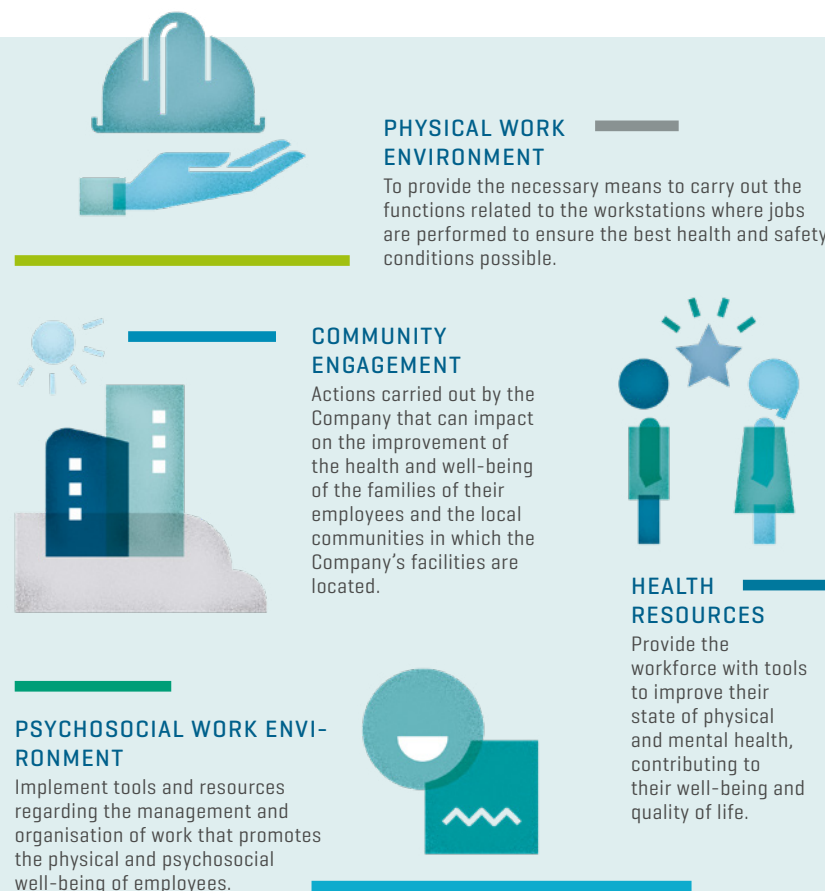 PHYSICAL WORK
ENVIRONMENT
To provide the necessary means to carry out the
functions related to the workstations where jobs
are performed to ensure the best health and safety
conditions possible.
COMMUNITY
ENGAGEMENT
Actions carried out by the
Company that can impact
on the improvement of
the health and well-being
of the families of their
employees and the local
communities in which the
Company's facilities are
located.
HEALTH
RESOURCES
Provide the
workforce with tools
to improve their
state of physical
and mental health,
contributing to
their well-being and
quality of life.
PSYCHOSOCIAL WORK ENVI-
RONMENT
Implement tools and resources
regarding the management and
organisation of work that promotes
the physical and psychosocial
well-being of employees.